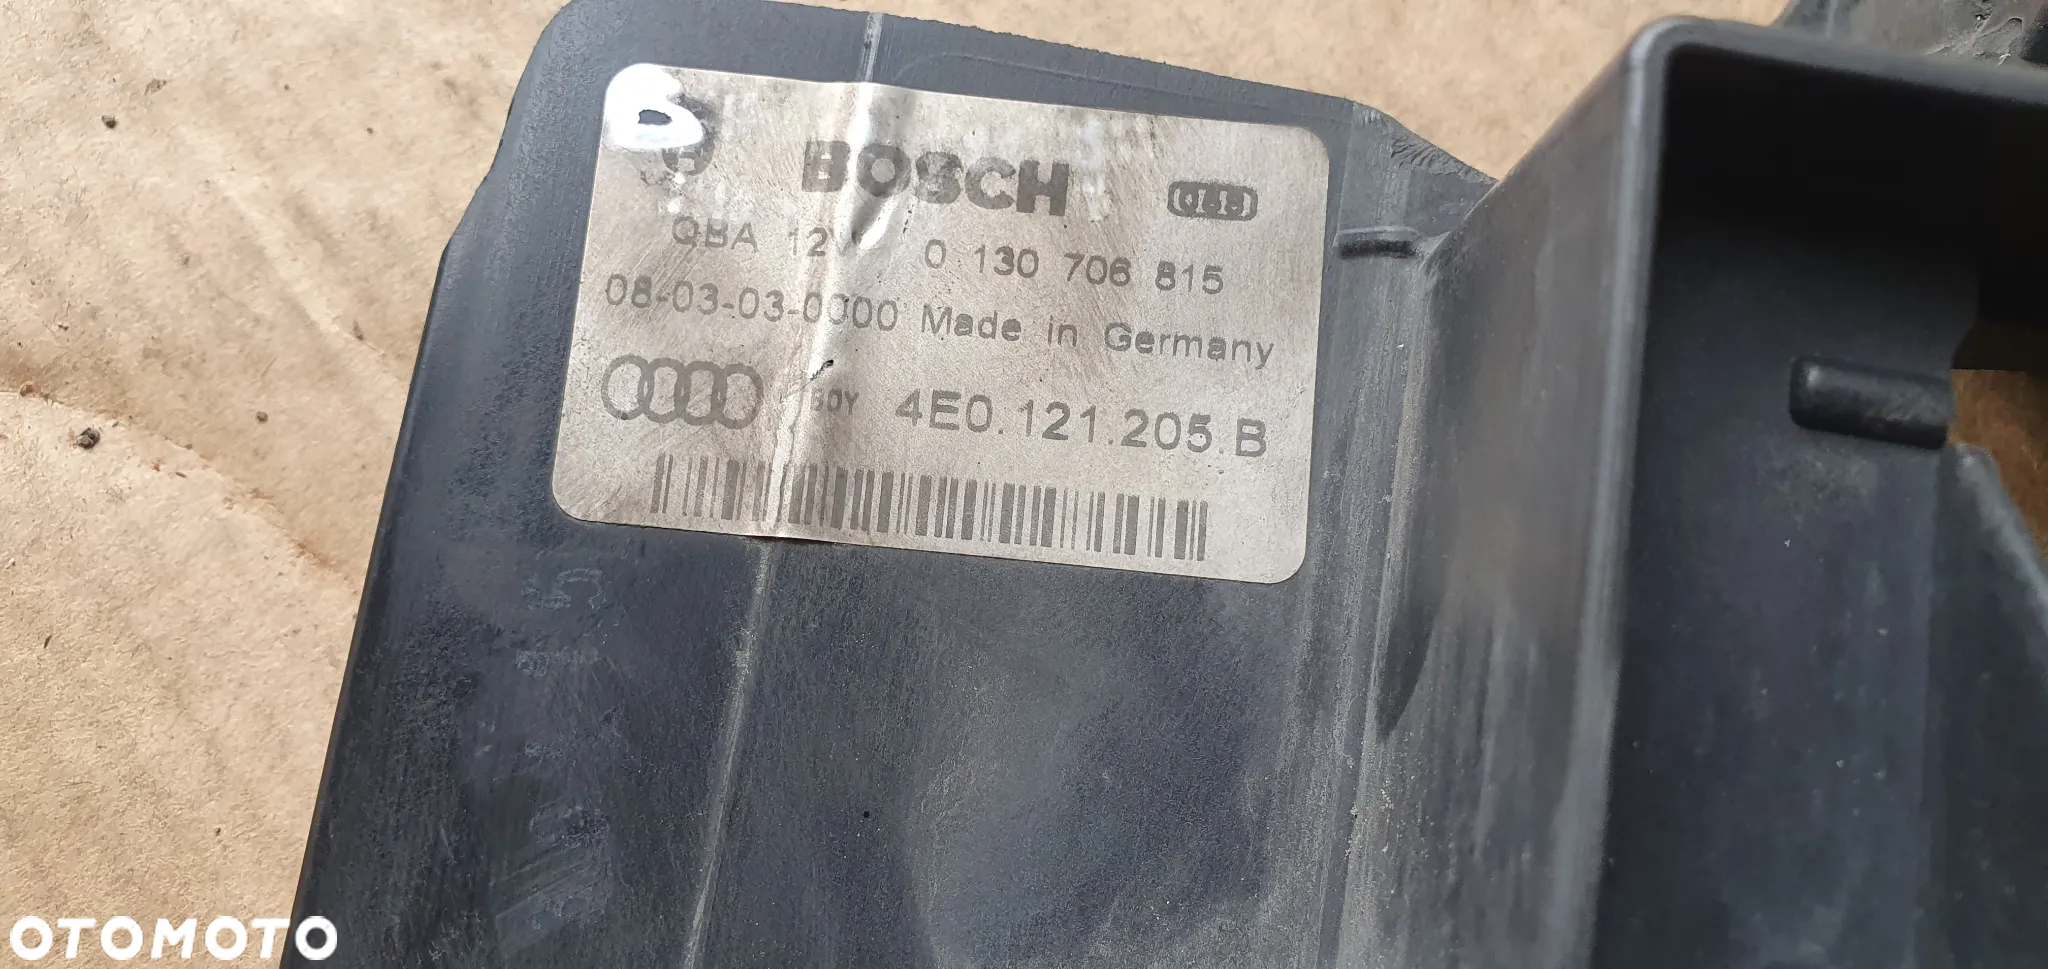 BOSCH
QBA 12V 0 130 706 815
08-03-03-0000 Made in Germany
4E0.121.205.B
OTOMOTO